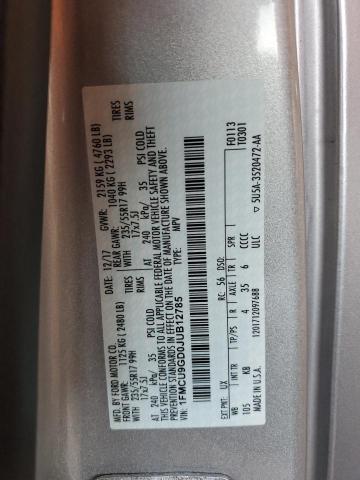 MFD. BY FORD MOTOR CO.
DATE: 12/17 GVWR: 2159 KG ( 4760 LB)
FRONT GAWR: 1125 KG ( 2480 LB) REAR GAWR: 1040 KG ( 2293 LB)
235/55R17 99H TIRES WITH 235/55R17 99H TIRES
17x7.5J RIMS 17x7.5J RIMS
AT 240 kPa/ 35 PSI COLD AT 240 kPa/ 35 PSI COLD
THIS VEHICLE CONFORMS TO ALL APPLICABLE FEDERAL MOTOR VEHICLE SAFETY AND THEFT
PREVENTION STANDARDS IN EFFECT ON THE DATE OF MANUFACTURE SHOWN ABOVE.
VIN: 1FMCU9GD0JUB12785
TYPE: MPV
F0113
T0301
EXT PNT: UX RC: 56 DSO:
WB INT TR TP/PS R AXLE TR SPR
105 KB 4 35 6 CCCC
ULC
MADE IN U.S.A. 1201712097688
5U5A-3520472-AA